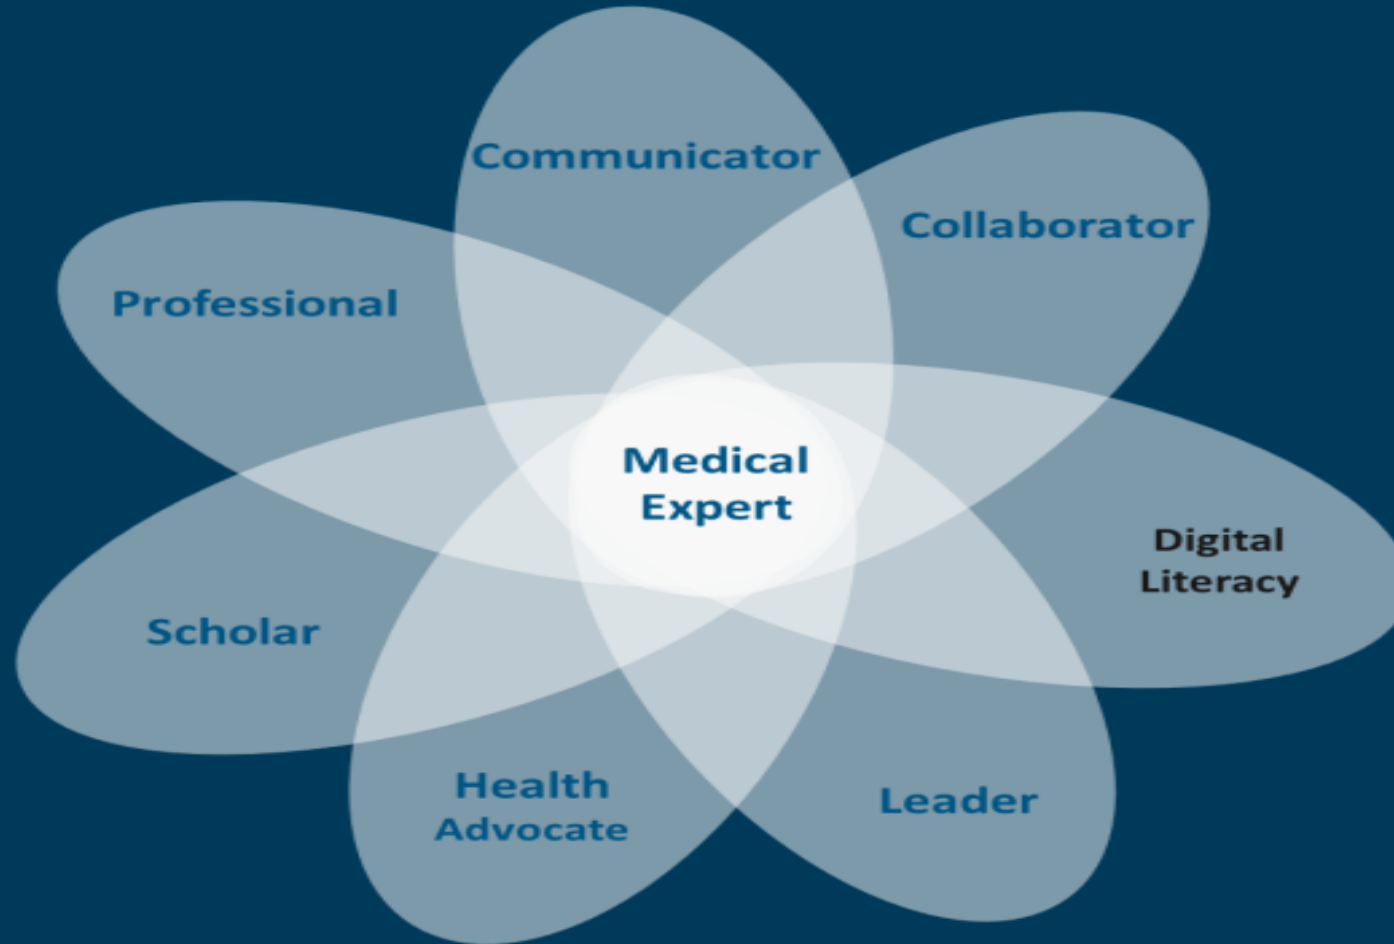 Communicator
Collaborator
Professional
Medical
Expert
Digital
Literacy
Scholar
Health
Advocate
Leader